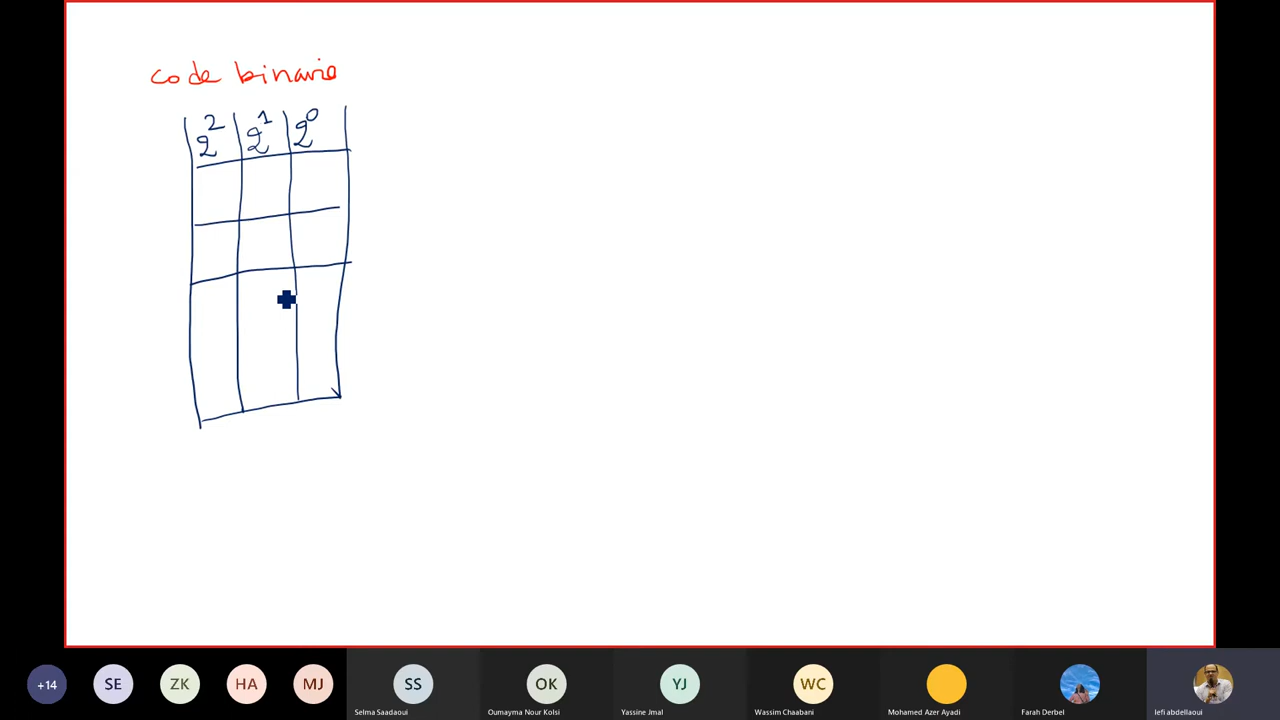 code binario
2² 2¹ 2⁰
+14 SE ZK HA MJ SS OK YJ WC
Selma Saadaoui Oumayma Nour Kolsi Yassine Jmal Wassim Chaabani Mohamed Azer Ayadi Farah Derbel lefi abdellaoui